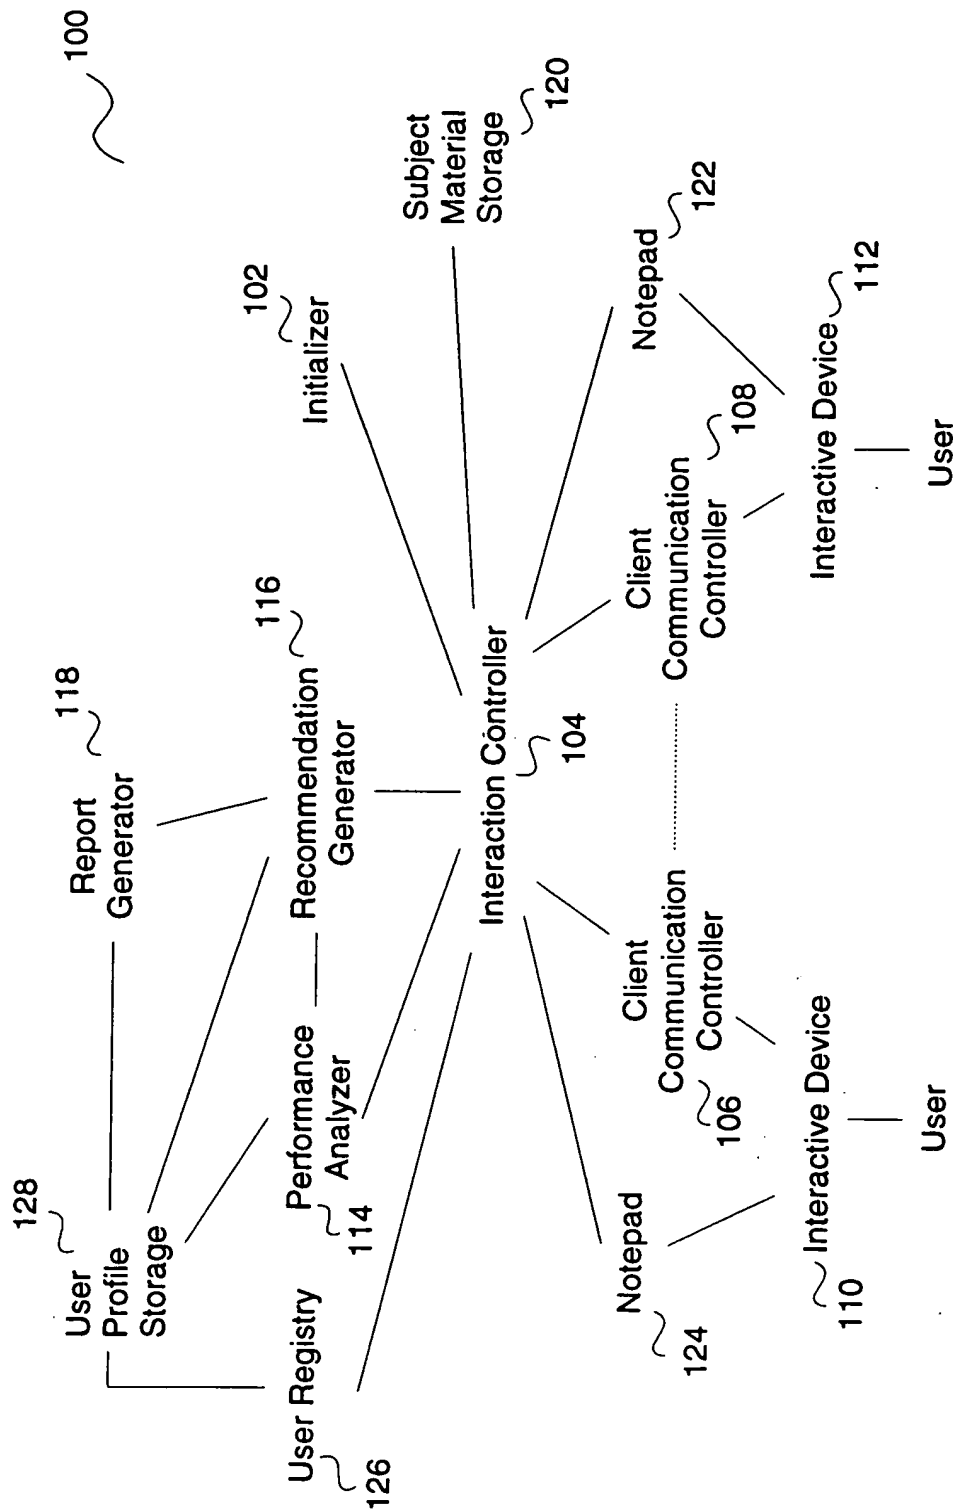 100
128
User
Profile
Storage
118
Report
Generator
116
Recommendation
Generator
Performance
Analyzer
114
User Registry
126
102
Initializer
Subject
Material
Storage
120
Interaction Controller
104
Notepad
122
Notepad
124
Client
Communication
Controller
106
Client
Communication
Controller
108
Interactive Device
110
Interactive Device
112
User
User